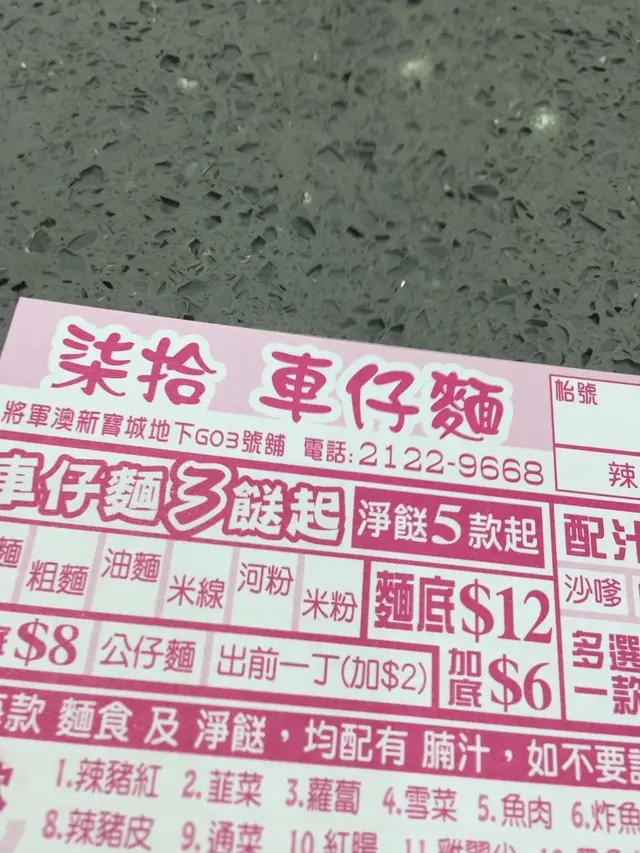 柒拾 車仔麵
枱號
將軍澳新寶城地下G03號舖 電話: 2122-9668
辣
車仔麵 3餸起 淨餸5款起 配汁
粗麵 油麵 米線 河粉 米粉 麵底$12 沙嗲
$8 公仔麵 出前一丁(加$2) 加底$6 多選一款
款 麵食 及 淨餸，均配有 腩汁，如不要
1.辣豬紅 2.韮菜 3.蘿蔔 4.雪菜 5.魚肉 6.炸魚
8.辣豬皮 9.通菜 10.紅腸 11.雞翼尖